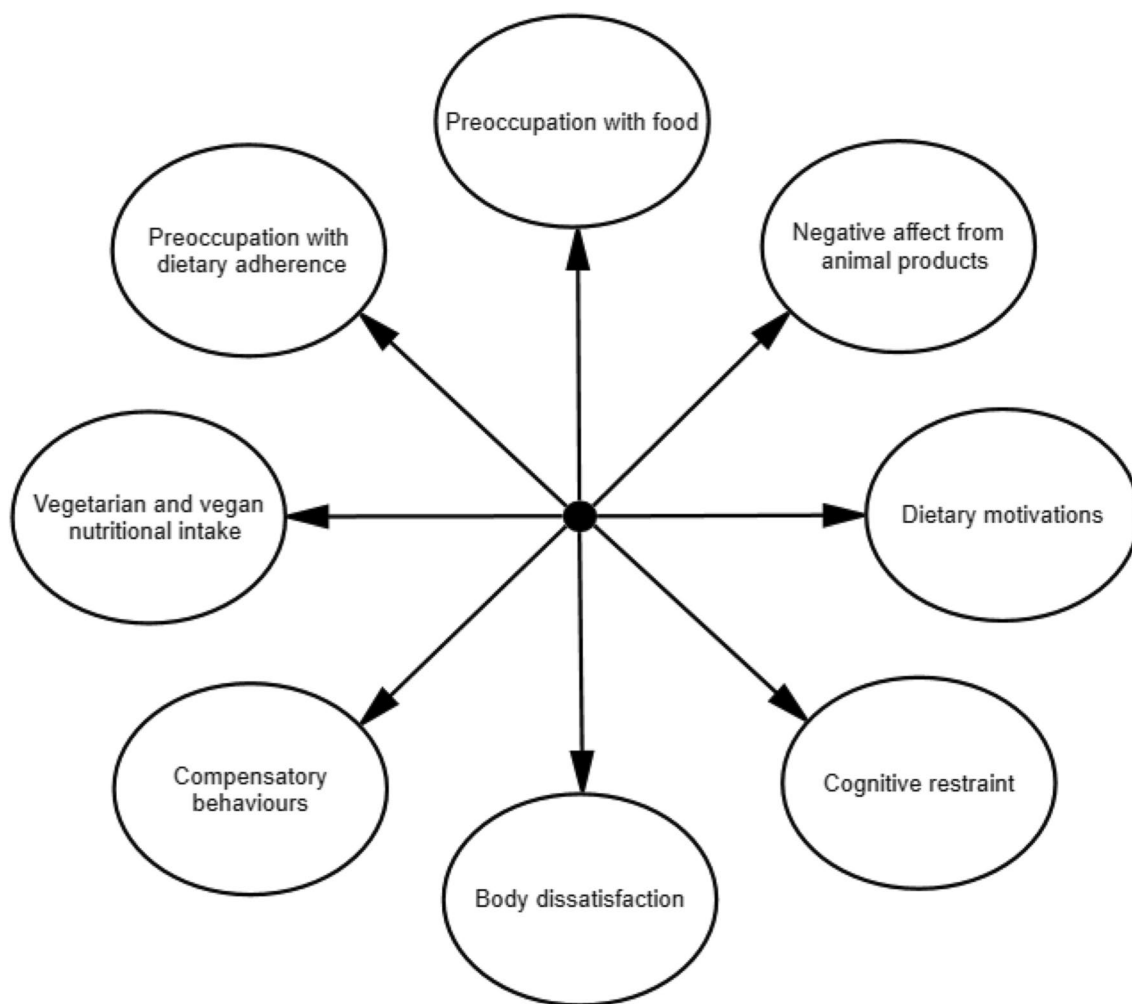 Preoccupation with food
Preoccupation with
dietary adherence
Negative affect from
animal products
Vegetarian and vegan
nutritional intake
Dietary motivations
Compensatory
behaviours
Cognitive restraint
Body dissatisfaction